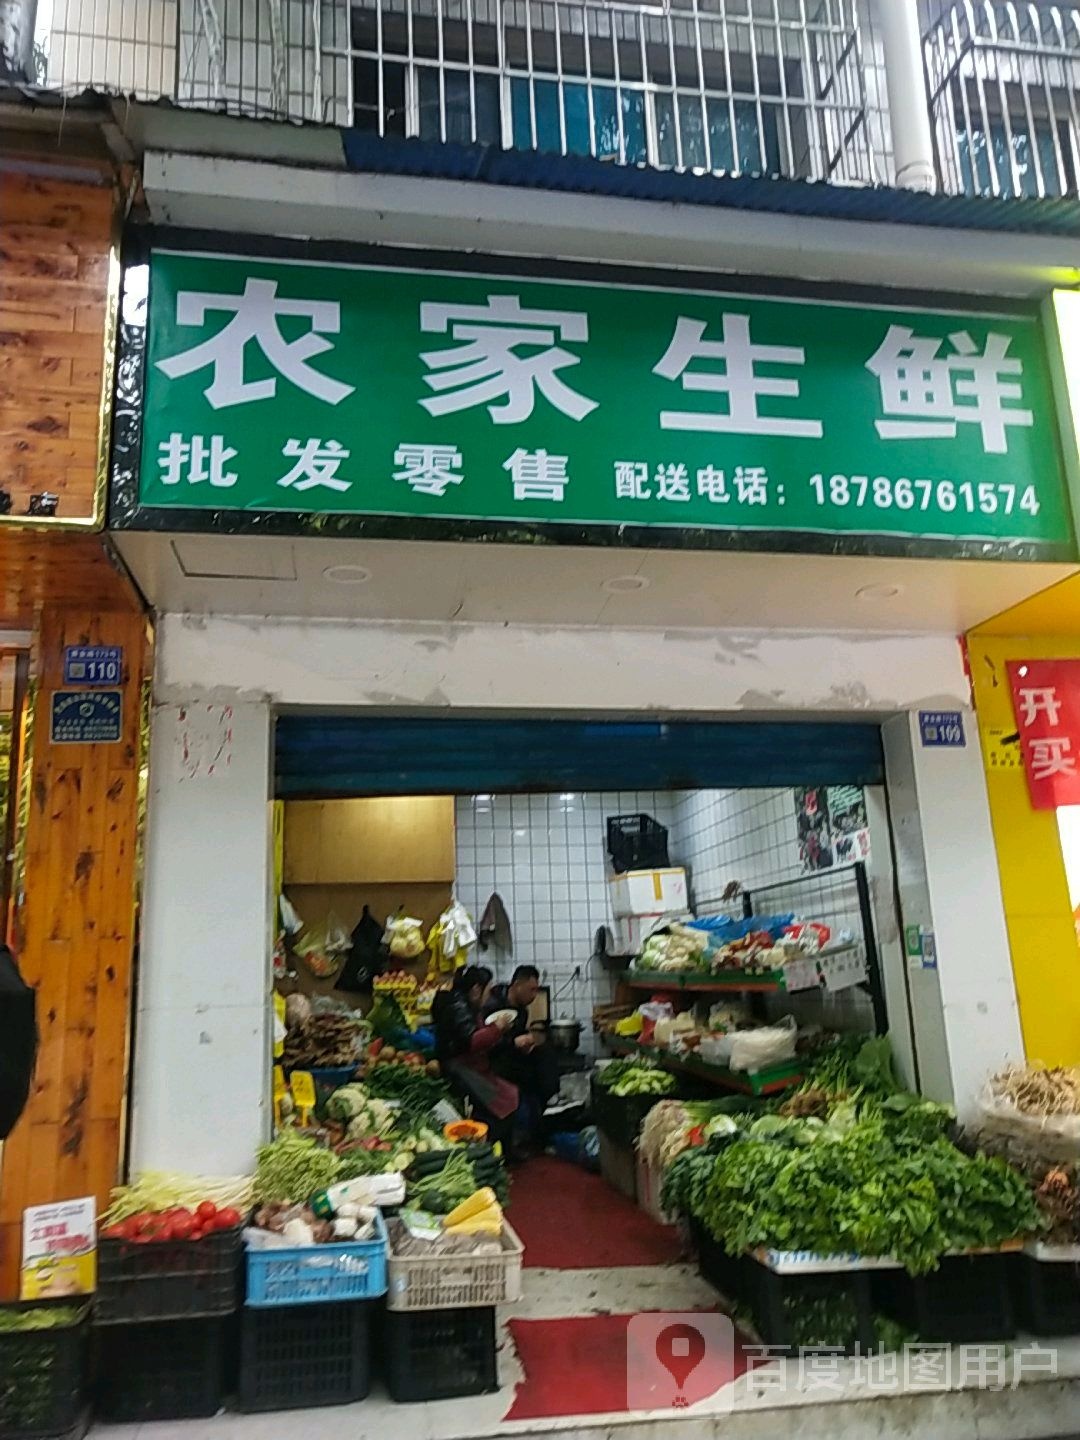 农家生鲜
批发零售 配送电话：18786761574
110
109
开
买
百度地图用户